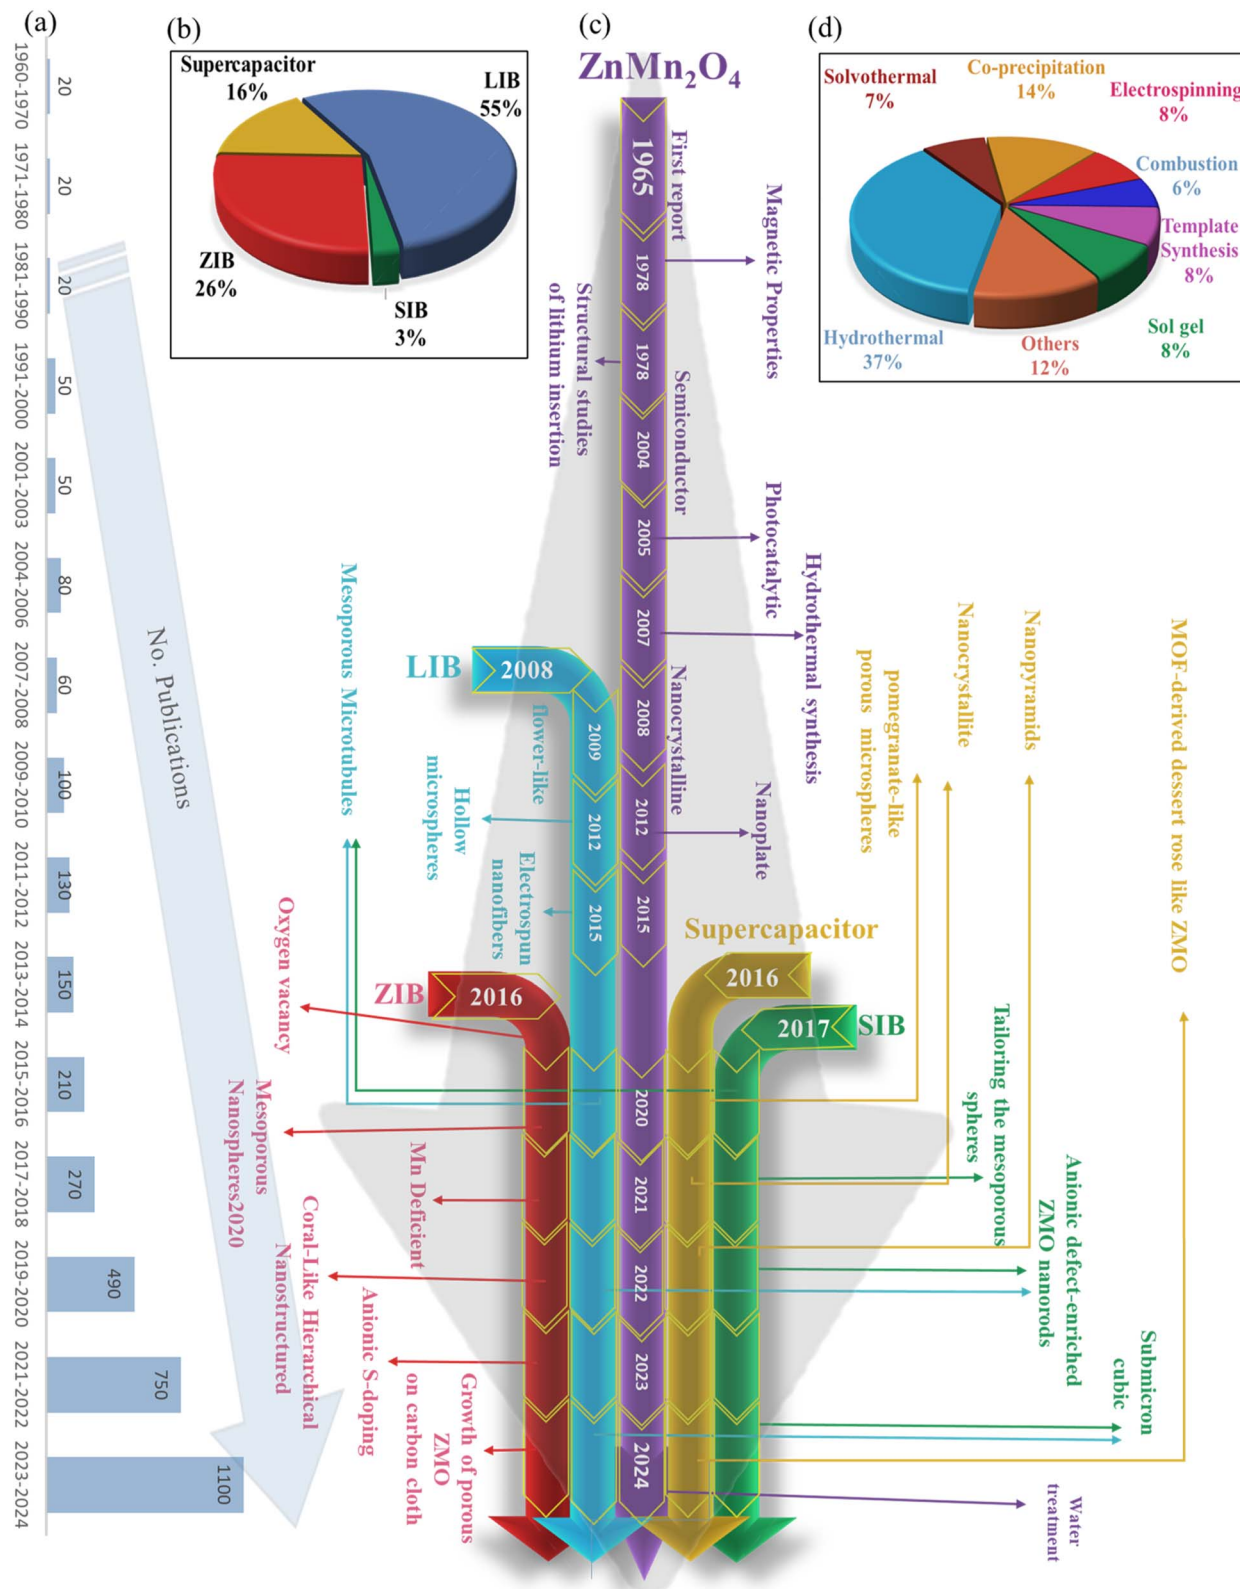 (a)
1960-1970
20
1971-1980
20
1981-1990
20
1991-2000
50
2001-2003
50
2004-2006
80
2007-2008
60
2009-2010
100
2011-2012
130
2013-2014
150
2015-2016
210
2017-2018
270
2019-2020
490
2021-2022
750
2023-2024
1100
No. Publications
(b)
Supercapacitor
16%
LIB
55%
ZIB
26%
SIB
3%
(c)
ZnMn2O4
1965
First report
1978
Magnetic Properties
1978
Structural studies
of lithium insertion
2004
Semiconductor
2005
Photocatalytic
2007
Hydrothermal synthesis
2008
Nanocrystalline
2012
Nanoplate
2015
2020
2021
2022
2023
2024
Water
treatment
LIB
2008
2009
flower-like
2012
Hollow
microspheres
2015
Electrospun
nanofibers
Mesoporous Microtubules
ZIB
2016
Oxygen vacancy
Mesoporous
Nanospheres2020
Mn Deficient
Coral-Like Hierarchical
Nanostructured
Anionic S-doping
Growth of porous
ZMO
on carbon cloth
Supercapacitor
2016
pomegranate-like
porous microspheres
Nanocrystallite
Nanopyramids
MOF-derived dessert rose like ZMO
2017
SIB
Tailoring the mesoporous
spheres
Anionic defect-enriched
ZMO nanorods
Submicron
cubic
(d)
Solvothermal
7%
Co-precipitation
14%
Electrospinning
8%
Combustion
6%
Template
Synthesis
8%
Sol gel
8%
Others
12%
Hydrothermal
37%